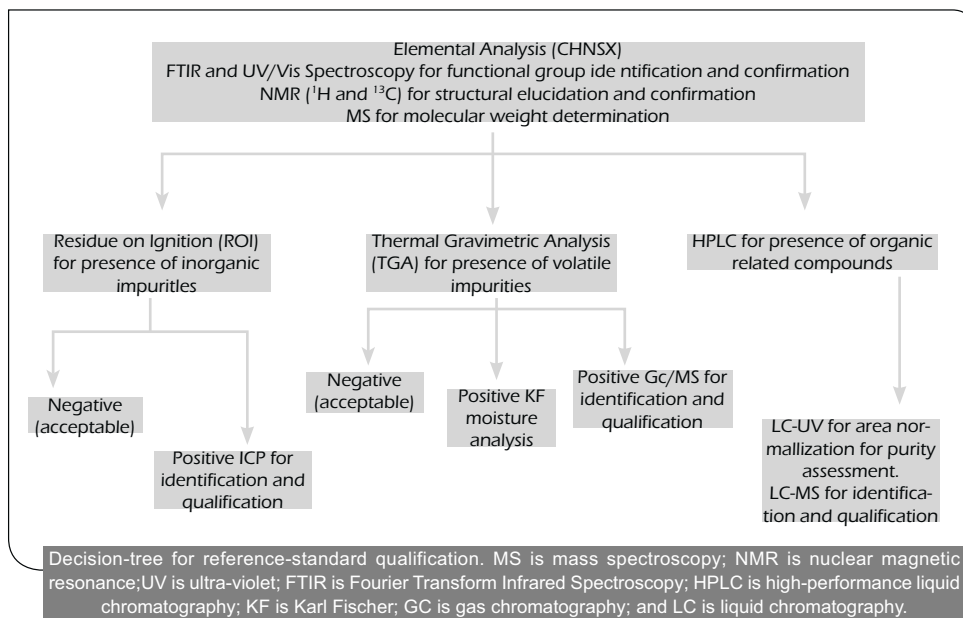 Elemental Analysis (CHNSX)
FTIR and UV/Vis Spectroscopy for functional group ide ntification and confirmation
NMR (¹H and ¹³C) for structural elucidation and confirmation
MS for molecular weight determination
Residue on Ignition (ROI)
for presence of inorganic
impuritles
Thermal Gravimetric Analysis
(TGA) for presence of volatile
impurities
HPLC for presence of organic
related compounds
Negative
(acceptable)
Positive ICP for
identification and
qualification
Negative
(acceptable)
Positive KF
moisture
analysis
Positive Gc/MS for
identification and
qualification
LC-UV for area nor-
mallization for purity
assessment.
LC-MS for identifica-
tion and qualification
Decision-tree for reference-standard qualification. MS is mass spectroscopy; NMR is nuclear magnetic
resonance;UV is ultra-violet; FTIR is Fourier Transform Infrared Spectroscopy; HPLC is high-performance liquid
chromatography; KF is Karl Fischer; GC is gas chromatography; and LC is liquid chromatography.